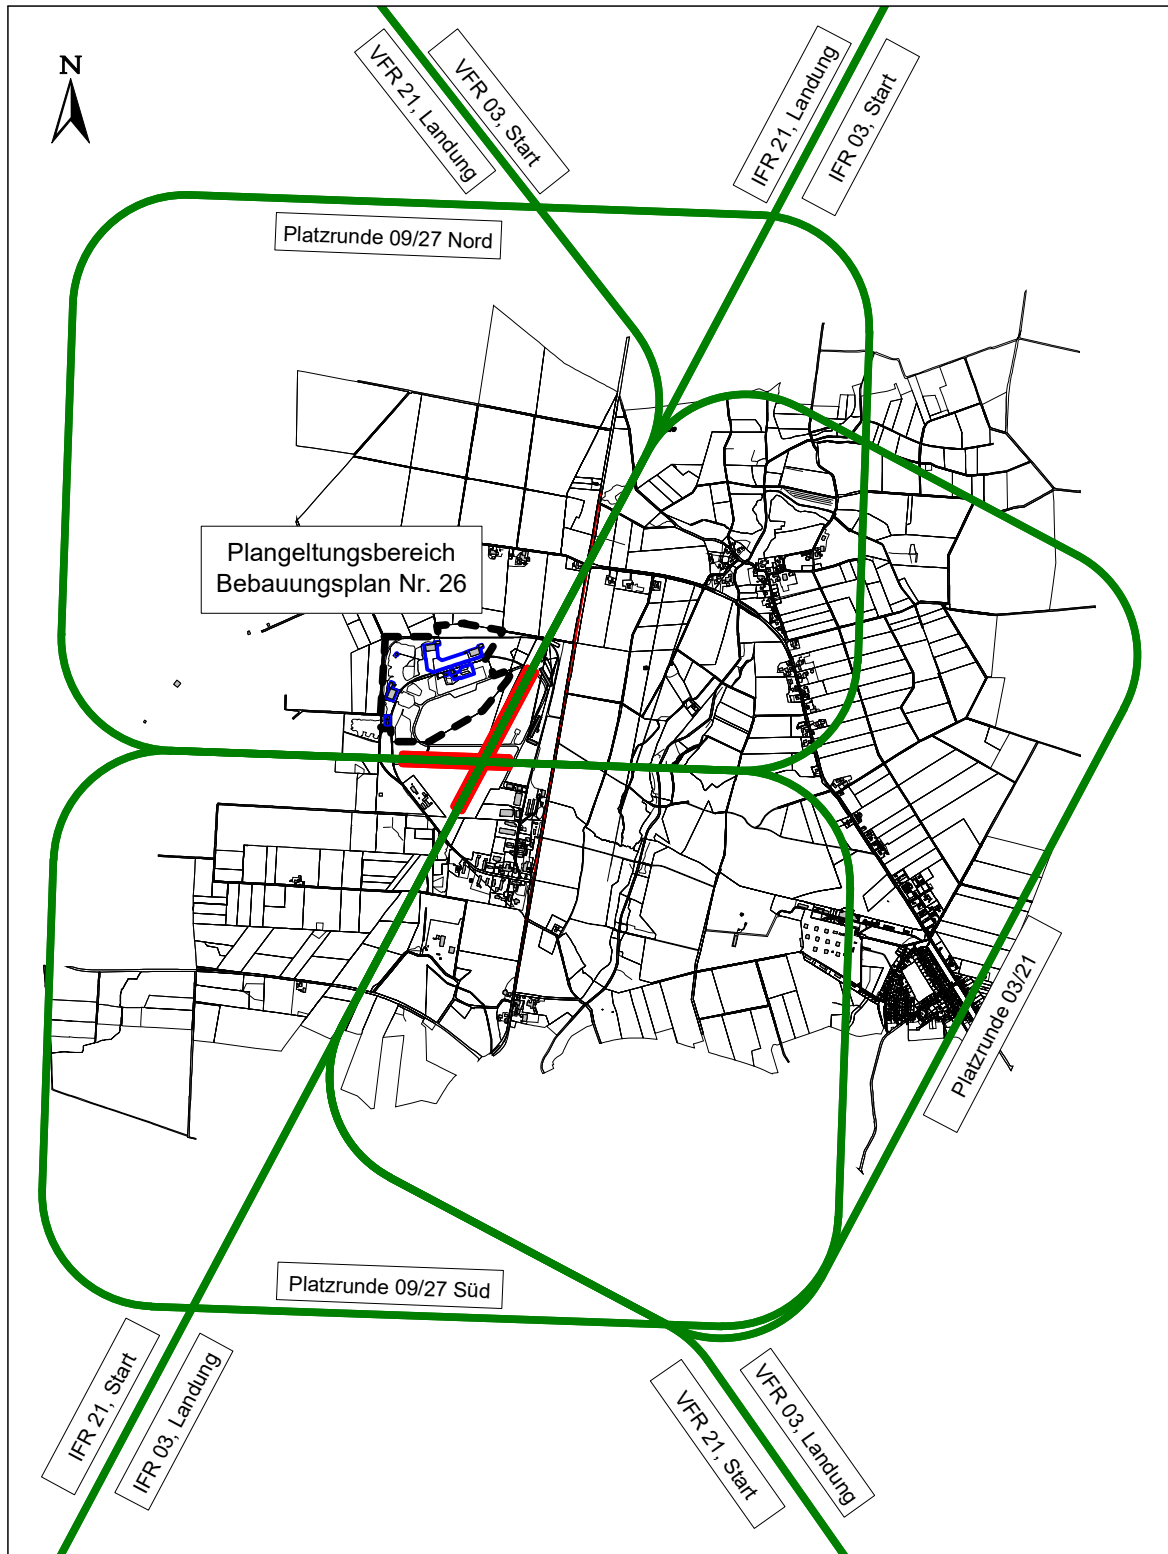 N
VFR 21, Landung
VFR 03, Start
IFR 21, Landung
IFR 03, Start
Platzrunde 09/27 Nord
Plangeltungsbereich
Bebauungsplan Nr. 26
Platzrunde 03/21
Platzrunde 09/27 Süd
IFR 21, Start
IFR 03, Landung
VFR 21, Start
VFR 03, Landung